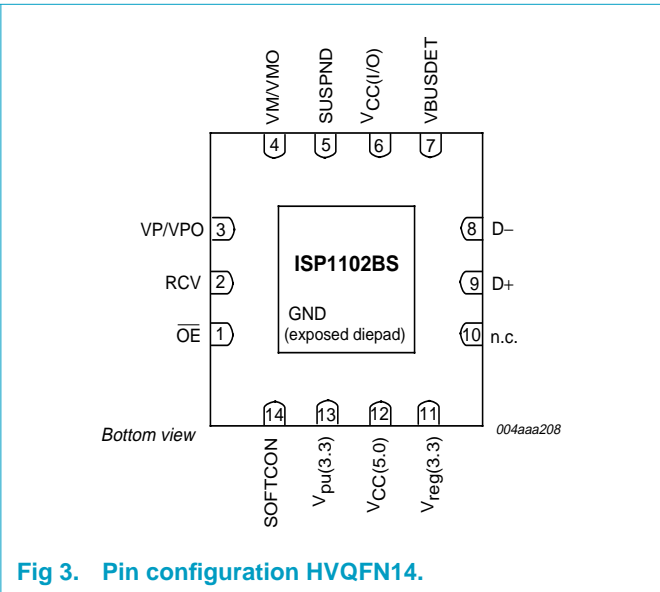 VM/VMO
SUSPND
VCC(I/O)
VBUSDET
4
5
6
7
VP/VPO 3
8 D−
RCV 2
ISP1102BS
9 D+
GND
(exposed diepad)
OE 1
10 n.c.
14
13
12
11
Bottom view
004aaa208
SOFTCON
Vpu(3.3)
VCC(5.0)
Vreg(3.3)
Fig 3. Pin configuration HVQFN14.